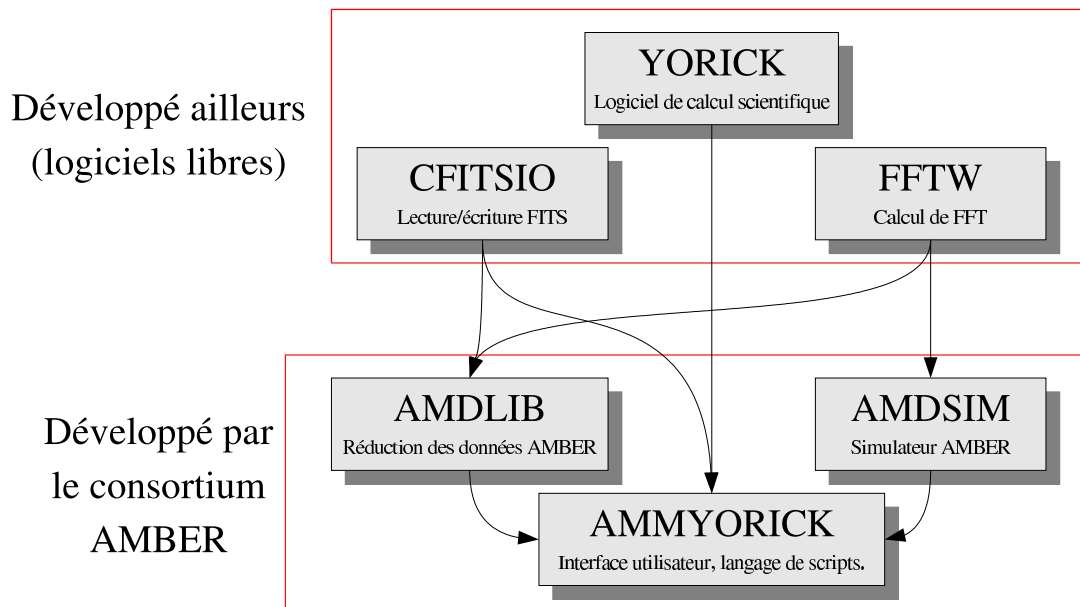 YORICK
Logiciel de calcul scientifique
Développé ailleurs
(logiciels libres)
CFITSIO
Lecture/écriture FITS
FFTW
Calcul de FFT
Développé par
le consortium
AMBER
AMDLIB
Réduction des données AMBER
AMDSIM
Simulateur AMBER
AMMYORICK
Interface utilisateur, langage de scripts.